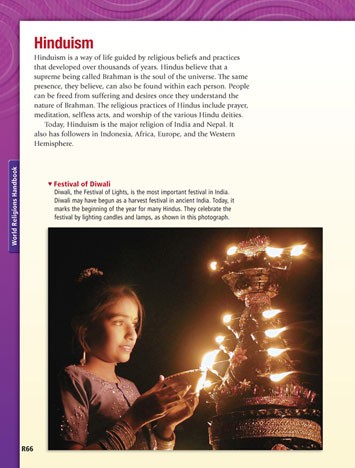 Hinduism
Hinduism is a way of life guided by religious beliefs and practices
that developed over thousands of years. Hindus believe that a
supreme being called Brahman is the soul of the universe. The same
presence, they believe, can also be found within each person. People
can be freed from suffering and desires once they understand the
nature of Brahman. The religious practices of Hindus include prayer,
meditation, selfless acts, and worship of the various Hindu deities.
Today, Hinduism is the major religion of India and Nepal. It
also has followers in Indonesia, Africa, Europe, and the Western
Hemisphere.
World Religions Handbook
▼ Festival of Diwali
Diwali, the Festival of Lights, is the most important festival in India.
Diwali may have begun as a harvest festival in ancient India. Today, it
marks the beginning of the year for many Hindus. They celebrate the
festival by lighting candles and lamps, as shown in this photograph.
R66